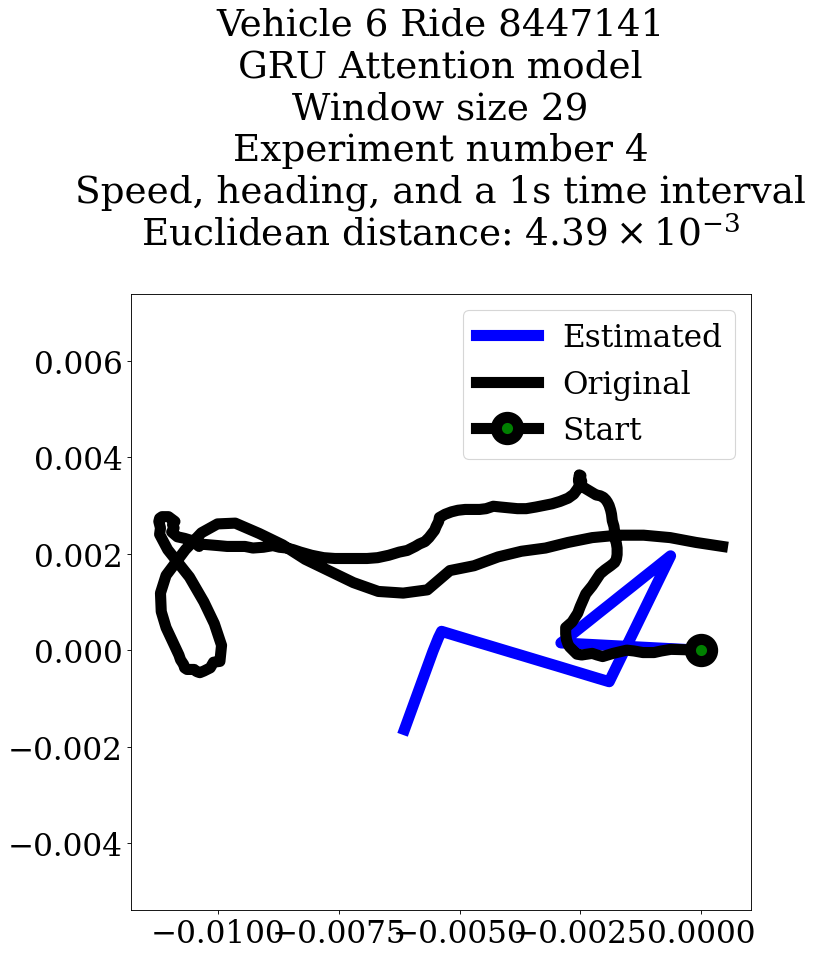 Vehicle 6 Ride 8447141
GRU Attention model
Window size 29
Experiment number 4
Speed, heading, and a 1s time interval
Euclidean distance: 4.39 × 10⁻³
Estimated
Original
Start
0.006
0.004
0.002
0.000
−0.002
−0.004
−0.0100 −0.0075 −0.0050 −0.0025 0.0000